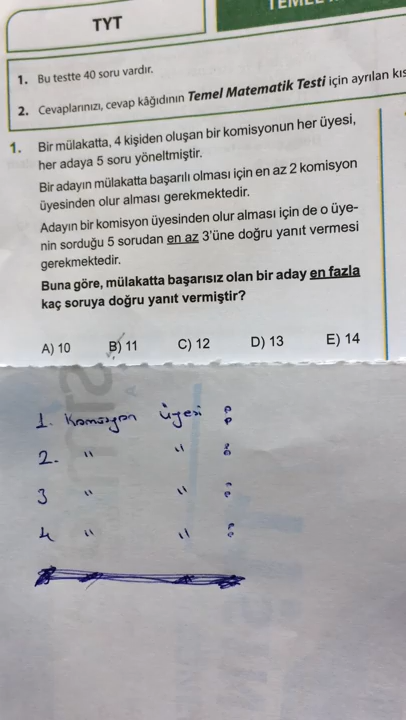 TYT
1. Bu testte 40 soru vardır.
2. Cevaplarınızı, cevap kâğıdının Temel Matematik Testi için ayrılan kıs
1. Bir mülakatta, 4 kişiden oluşan bir komisyonun her üyesi,
her adaya 5 soru yöneltmiştir.
Bir adayın mülakatta başarılı olması için en az 2 komisyon
üyesinden olur alması gerekmektedir.
Adayın bir komisyon üyesinden olur alması için de o üye-
nin sorduğu 5 sorudan en az 3'üne doğru yanıt vermesi
gerekmektedir.
Buna göre, mülakatta başarısız olan bir aday en fazla
kaç soruya doğru yanıt vermiştir?
A) 10 B) 11 C) 12 D) 13 E) 14
1. Komisyon üyesi :
2. " " :
3 " " :
4 " " :